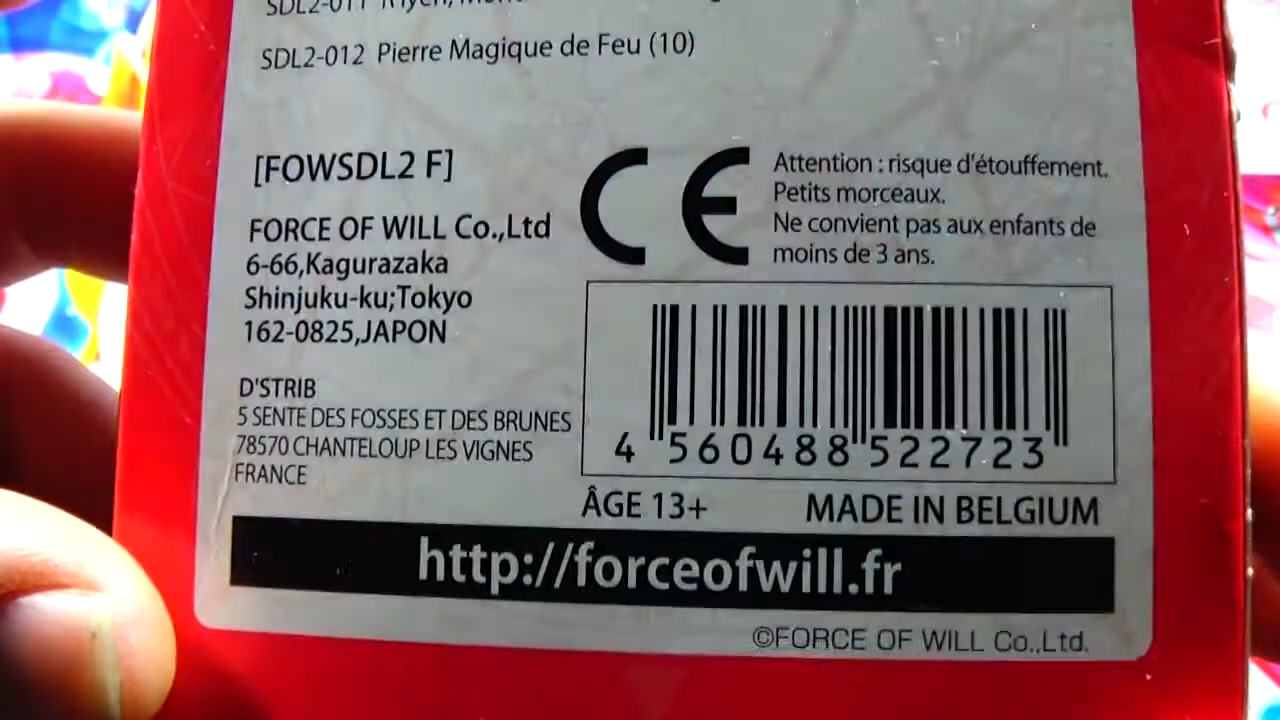 SDL2-011
SDL2-012 Pierre Magique de Feu (10)
[FOWSDL2 F]
FORCE OF WILL Co.,Ltd
6-66,Kagurazaka
Shinjuku-ku;Tokyo
162-0825,JAPON
D'STRIB
5 SENTE DES FOSSES ET DES BRUNES
78570 CHANTELOUP LES VIGNES
FRANCE
CE
Attention : risque d'étouffement.
Petits morceaux.
Ne convient pas aux enfants de
moins de 3 ans.
4 560488 522723
ÂGE 13+
MADE IN BELGIUM
http://forceofwill.fr
©FORCE OF WILL Co.,Ltd.